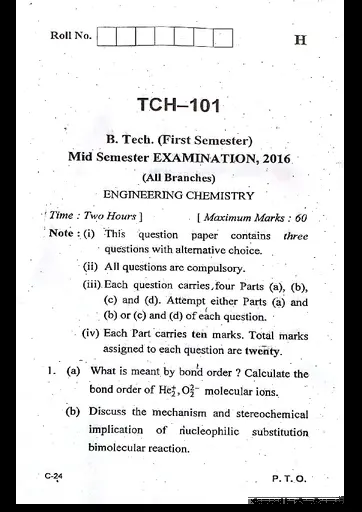 Roll No.
H
TCH–101
B. Tech. (First Semester)
Mid Semester EXAMINATION, 2016
(All Branches)
ENGINEERING CHEMISTRY
Time : Two Hours ] [ Maximum Marks : 60
Note : (i) This question paper contains three
questions with alternative choice.
(ii) All questions are compulsory.
(iii) Each question carries four Parts (a), (b),
(c) and (d). Attempt either Parts (a) and
(b) or (c) and (d) of each question.
(iv) Each Part carries ten marks. Total marks
assigned to each question are twenty.
1. (a) What is meant by bond order ? Calculate the
bond order of He₂⁺, O₂²⁻ molecular ions.
(b) Discuss the mechanism and stereochemical
implication of nucleophilic substitution
bimolecular reaction.
C-24 P. T. O.